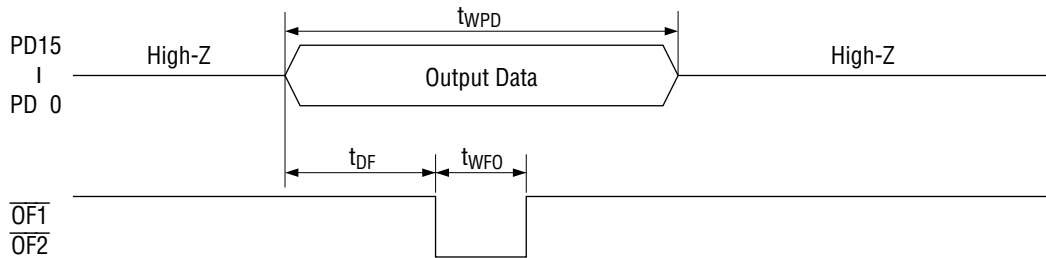 tWPD
PD15
High-Z
Output Data
High-Z
I
PD 0
tDF
tWFO
OF1
OF2